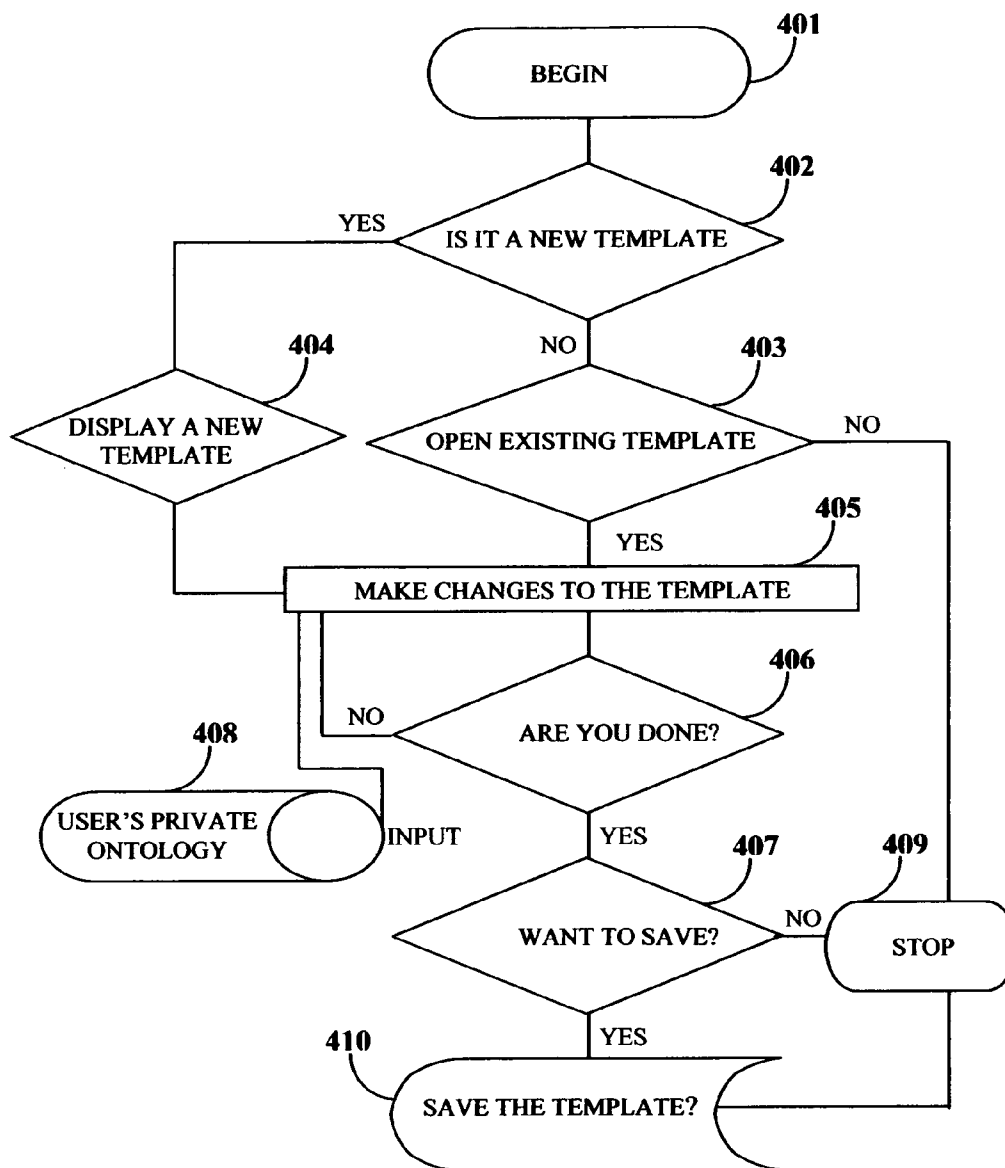 401
BEGIN
402
YES
IS IT A NEW TEMPLATE
404
NO
403
DISPLAY A NEW
TEMPLATE
OPEN EXISTING TEMPLATE
NO
405
YES
MAKE CHANGES TO THE TEMPLATE
406
NO
ARE YOU DONE?
408
USER'S PRIVATE
ONTOLOGY
INPUT
YES
407
409
WANT TO SAVE?
NO
STOP
YES
410
SAVE THE TEMPLATE?